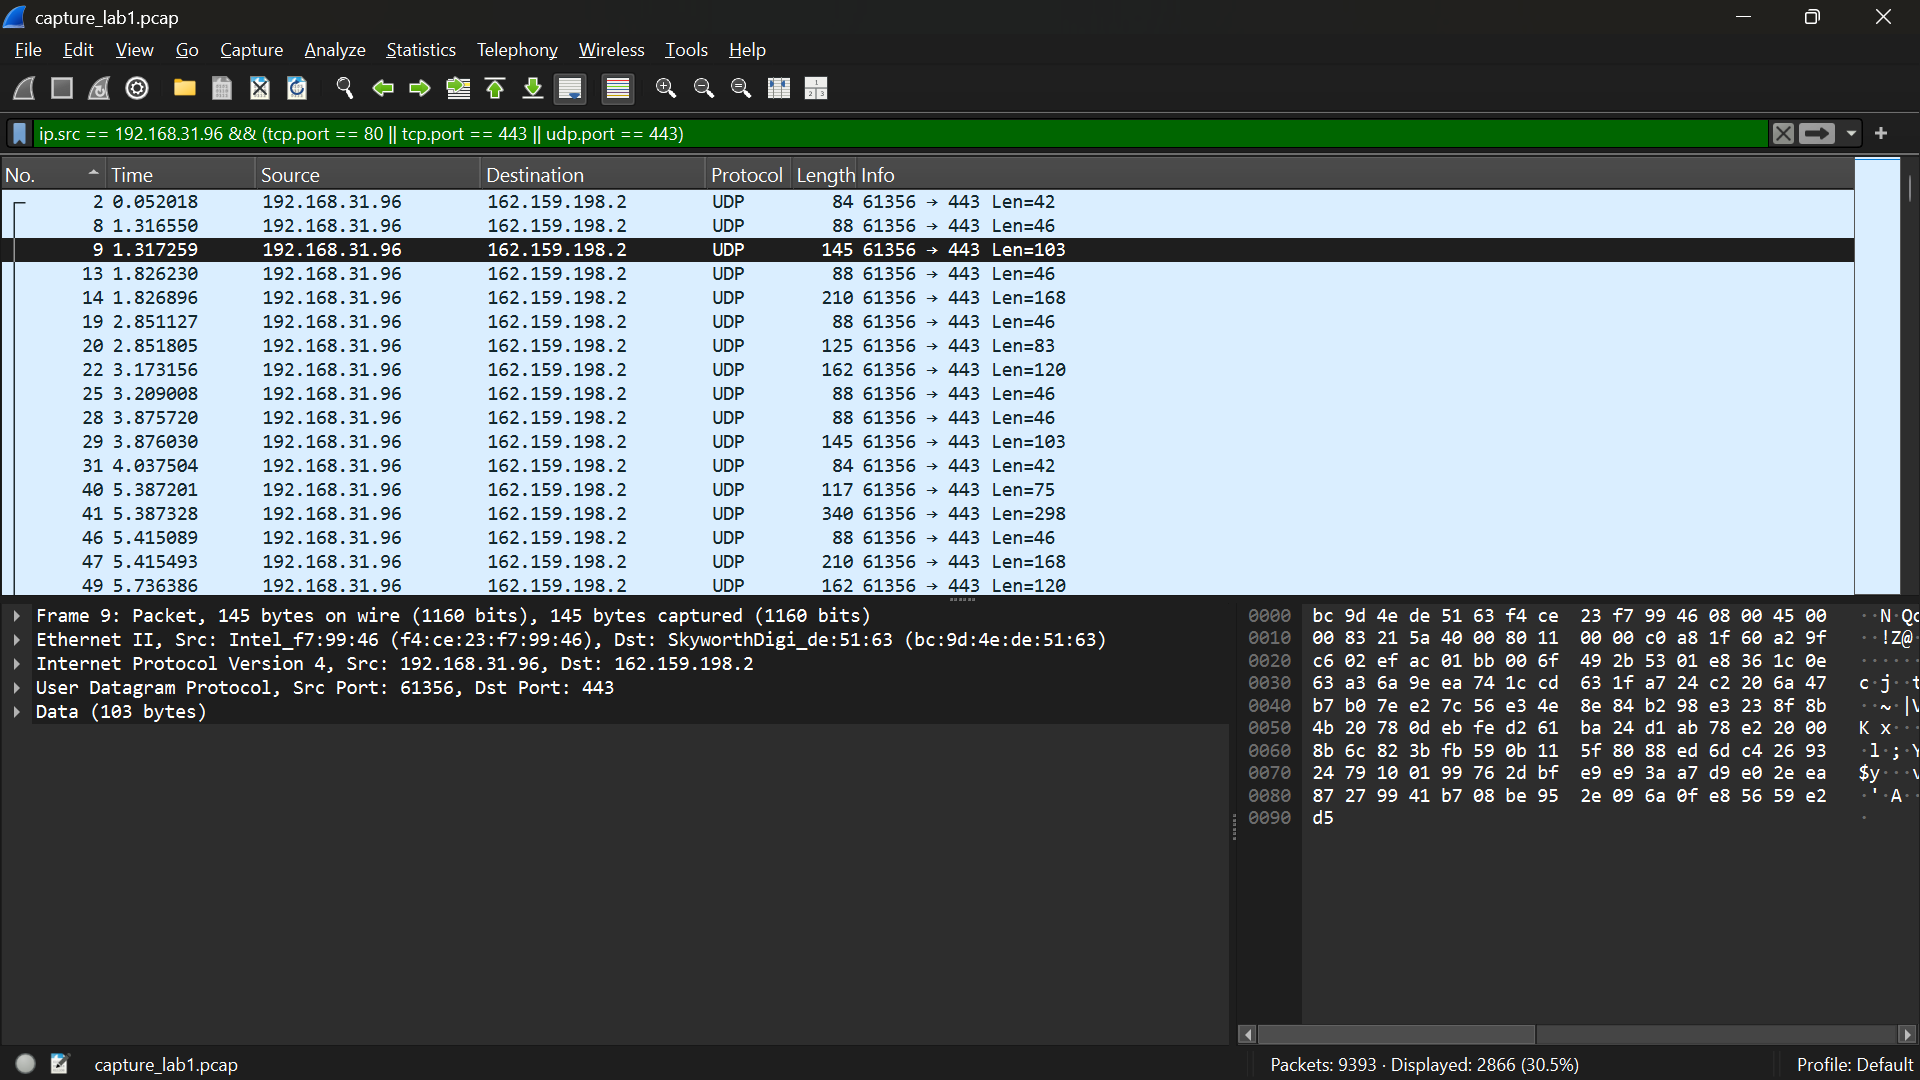 capture_lab1.pcap
File Edit View Go Capture Analyze Statistics Telephony Wireless Tools Help
ip.src == 192.168.31.96 && (tcp.port == 80 || tcp.port == 443 || udp.port == 443)
No. Time Source Destination Protocol Length Info
2 0.052018 192.168.31.96 162.159.198.2 UDP 84 61356 → 443 Len=42
8 1.316550 192.168.31.96 162.159.198.2 UDP 88 61356 → 443 Len=46
9 1.317259 192.168.31.96 162.159.198.2 UDP 145 61356 → 443 Len=103
13 1.826230 192.168.31.96 162.159.198.2 UDP 88 61356 → 443 Len=46
14 1.826896 192.168.31.96 162.159.198.2 UDP 210 61356 → 443 Len=168
19 2.851127 192.168.31.96 162.159.198.2 UDP 88 61356 → 443 Len=46
20 2.851805 192.168.31.96 162.159.198.2 UDP 125 61356 → 443 Len=83
22 3.173156 192.168.31.96 162.159.198.2 UDP 162 61356 → 443 Len=120
25 3.209008 192.168.31.96 162.159.198.2 UDP 88 61356 → 443 Len=46
28 3.875720 192.168.31.96 162.159.198.2 UDP 88 61356 → 443 Len=46
29 3.876030 192.168.31.96 162.159.198.2 UDP 145 61356 → 443 Len=103
31 4.037504 192.168.31.96 162.159.198.2 UDP 84 61356 → 443 Len=42
40 5.387201 192.168.31.96 162.159.198.2 UDP 117 61356 → 443 Len=75
41 5.387328 192.168.31.96 162.159.198.2 UDP 340 61356 → 443 Len=298
46 5.415089 192.168.31.96 162.159.198.2 UDP 88 61356 → 443 Len=46
47 5.415493 192.168.31.96 162.159.198.2 UDP 210 61356 → 443 Len=168
49 5.736386 192.168.31.96 162.159.198.2 UDP 162 61356 → 443 Len=120
Frame 9: Packet, 145 bytes on wire (1160 bits), 145 bytes captured (1160 bits)
Ethernet II, Src: Intel_f7:99:46 (f4:ce:23:f7:99:46), Dst: SkyworthDigi_de:51:63 (bc:9d:4e:de:51:63)
Internet Protocol Version 4, Src: 192.168.31.96, Dst: 162.159.198.2
User Datagram Protocol, Src Port: 61356, Dst Port: 443
Data (103 bytes)
0000 bc 9d 4e de 51 63 f4 ce 23 f7 99 46 08 00 45 00 ··N·Qc
0010 00 83 21 5a 40 00 80 11 00 00 c0 a8 1f 60 a2 9f ··!Z@
0020 c6 02 ef ac 01 bb 00 6f 49 2b 53 01 e8 36 1c 0e ······
0030 63 a3 6a 9e ea 74 1c cd 63 1f a7 24 c2 20 6a 47 c·j··t
0040 b7 b0 7e e2 7c 56 e3 4e 8e 84 b2 98 e3 23 8f 8b ··~·|V
0050 4b 20 78 0d eb fe d2 61 ba 24 d1 ab 78 e2 20 00 K x···
0060 8b 6c 82 3b fb 59 0b 11 5f 80 88 ed 6d c4 26 93 ·l·;·Y
0070 24 79 10 01 99 76 2d bf e9 e9 3a a7 d9 e0 2e ea $y···v
0080 87 27 99 41 b7 08 be 95 2e 09 6a 0f e8 56 59 e2 ·'·A··
0090 d5 ·
capture_lab1.pcap
Packets: 9393 · Displayed: 2866 (30.5%)
Profile: Default